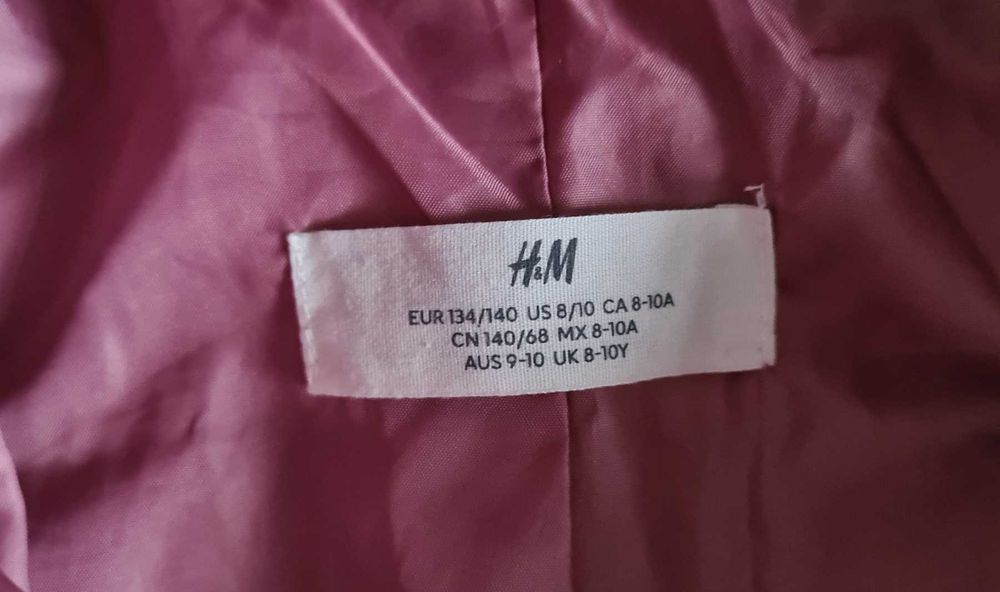 H&M
EUR 134/140 US 8/10 CA 8-10A
CN 140/68 MX 8-10A
AUS 9-10 UK 8-10Y